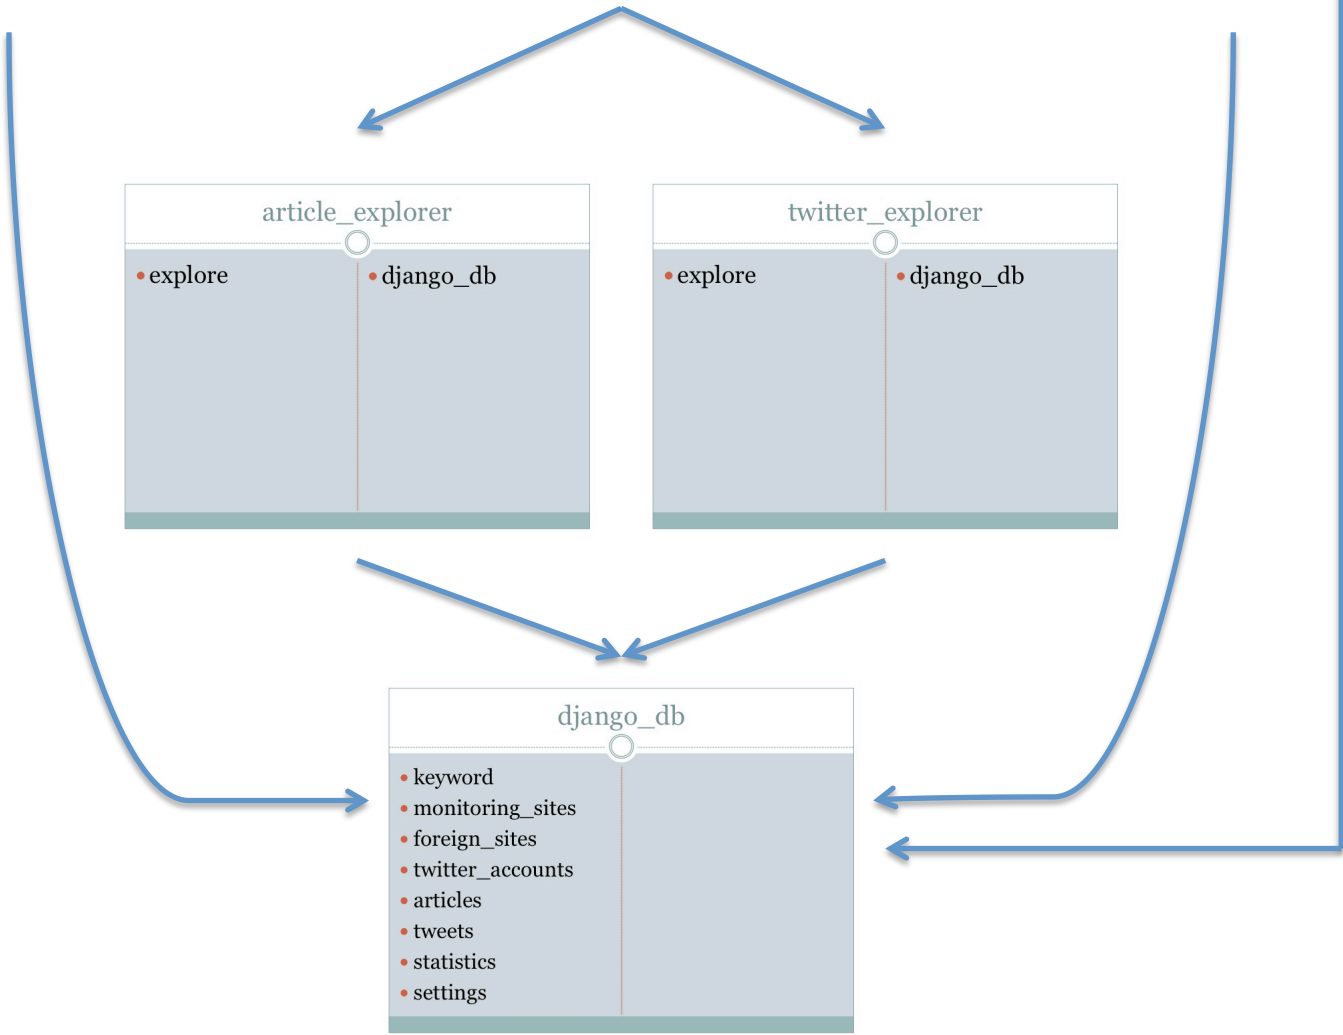 article_explorer
• explore
• django_db
twitter_explorer
• explore
• django_db
django_db
• keyword
• monitoring_sites
• foreign_sites
• twitter_accounts
• articles
• tweets
• statistics
• settings